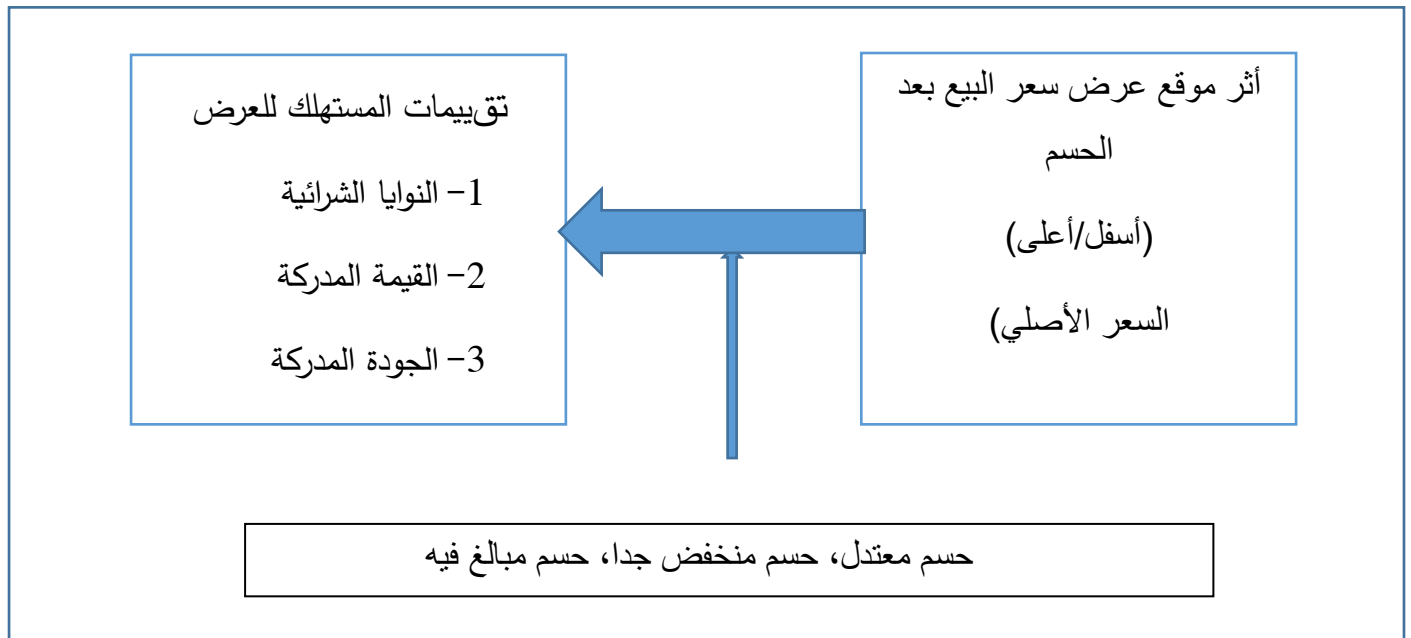 أثر موقع عرض سعر البيع بعد
الحسم
(أسفل/أعلى)
السعر الأصلي)
تقييمات المستهلك للعرض
1- النوايا الشرائية
2- القيمة المدركة
3- الجودة المدركة
حسم معتدل، حسم منخفض جدا، حسم مبالغ فيه